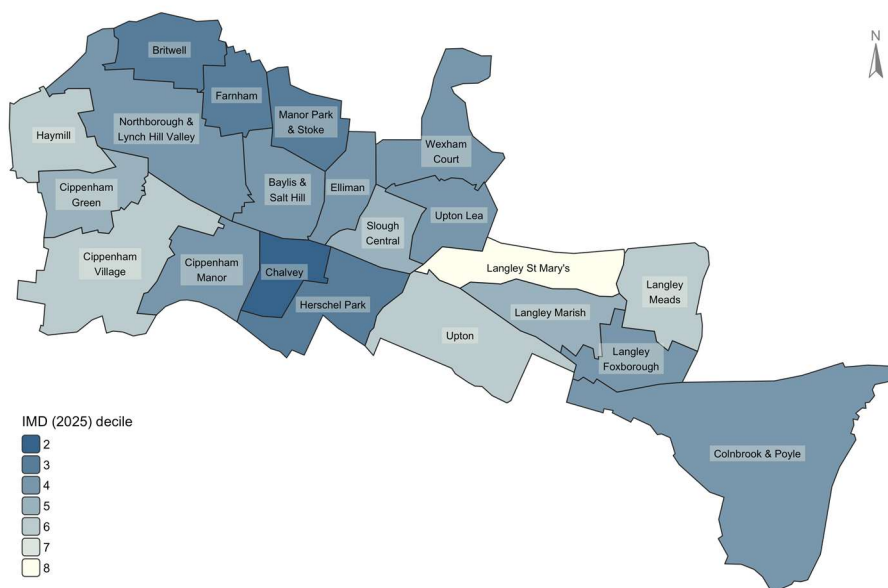 N
Britwell
Farnham
Manor Park
& Stoke
Northborough &
Lynch Hill Valley
Haymill
Wexham
Court
Cippenham
Green
Baylis &
Salt Hill
Elliman
Upton Lea
Slough
Central
Cippenham
Village
Cippenham
Manor
Chalvey
Langley St Mary's
Langley
Meads
Herschel Park
Langley Marish
Upton
Langley
Foxborough
Colnbrook & Poyle
IMD (2025) decile
2
3
4
5
6
7
8